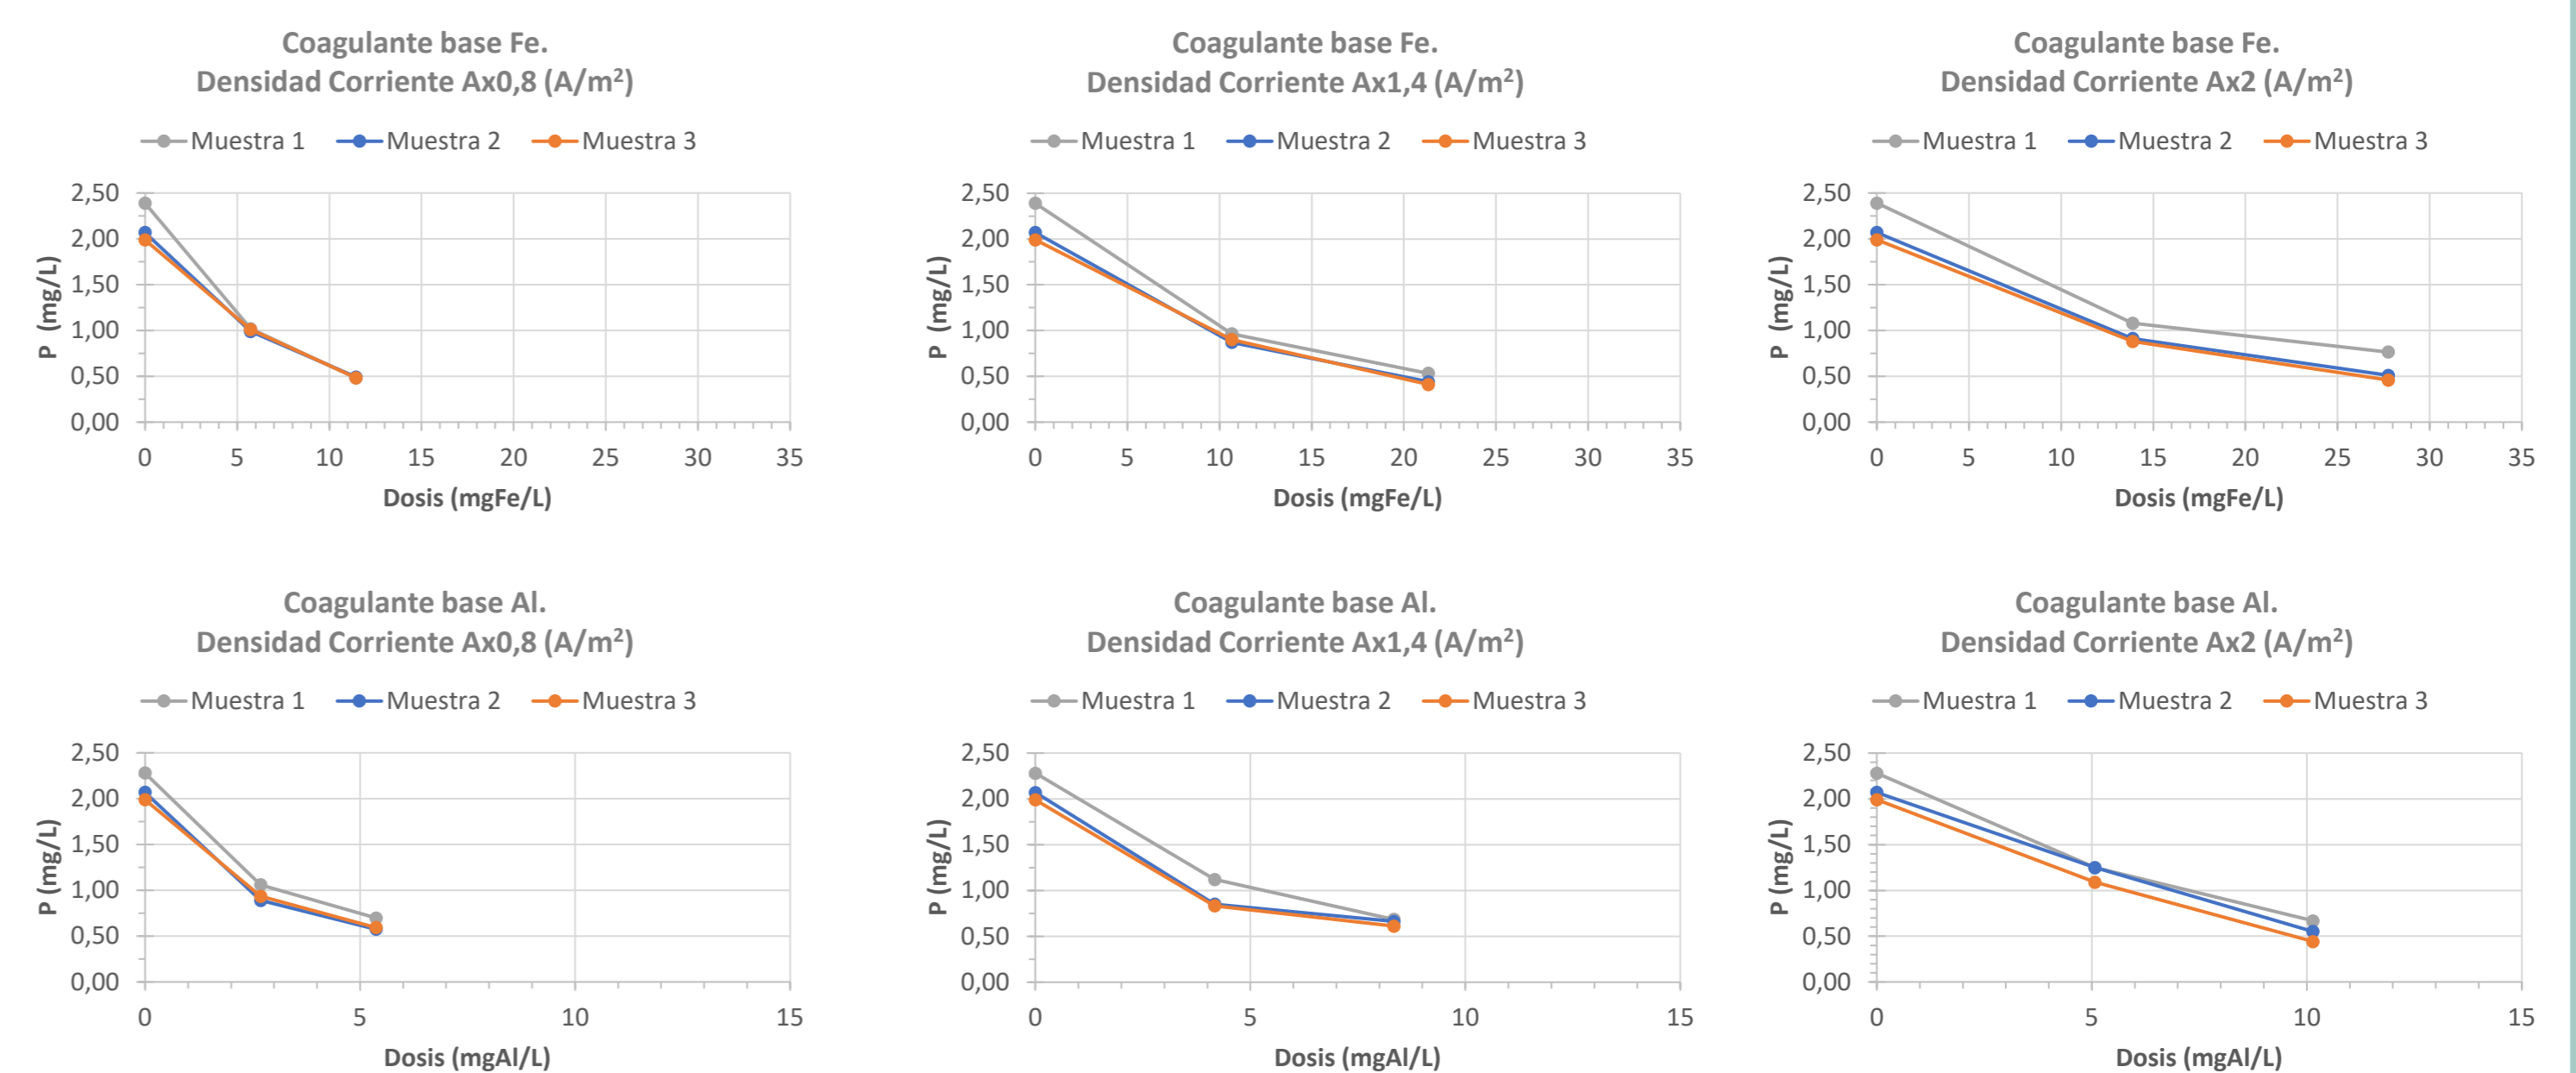 Coagulante base Fe.
Densidad Corriente Ax0,8 (A/m²)
Muestra 1 Muestra 2 Muestra 3
2,50
2,00
1,50
1,00
0,50
0,00
P (mg/L)
0 5 10 15 20 25 30 35
Dosis (mgFe/L)
Coagulante base Fe.
Densidad Corriente Ax1,4 (A/m²)
Muestra 1 Muestra 2 Muestra 3
2,50
2,00
1,50
1,00
0,50
0,00
P (mg/L)
0 5 10 15 20 25 30 35
Dosis (mgFe/L)
Coagulante base Fe.
Densidad Corriente Ax2 (A/m²)
Muestra 1 Muestra 2 Muestra 3
2,50
2,00
1,50
1,00
0,50
0,00
P (mg/L)
0 5 10 15 20 25 30 35
Dosis (mgFe/L)
Coagulante base Al.
Densidad Corriente Ax0,8 (A/m²)
Muestra 1 Muestra 2 Muestra 3
2,50
2,00
1,50
1,00
0,50
0,00
P (mg/L)
0 5 10 15
Dosis (mgAl/L)
Coagulante base Al.
Densidad Corriente Ax1,4 (A/m²)
Muestra 1 Muestra 2 Muestra 3
2,50
2,00
1,50
1,00
0,50
0,00
P (mg/L)
0 5 10 15
Dosis (mgAl/L)
Coagulante base Al.
Densidad Corriente Ax2 (A/m²)
Muestra 1 Muestra 2 Muestra 3
2,50
2,00
1,50
1,00
0,50
0,00
P (mg/L)
0 5 10 15
Dosis (mgAl/L)